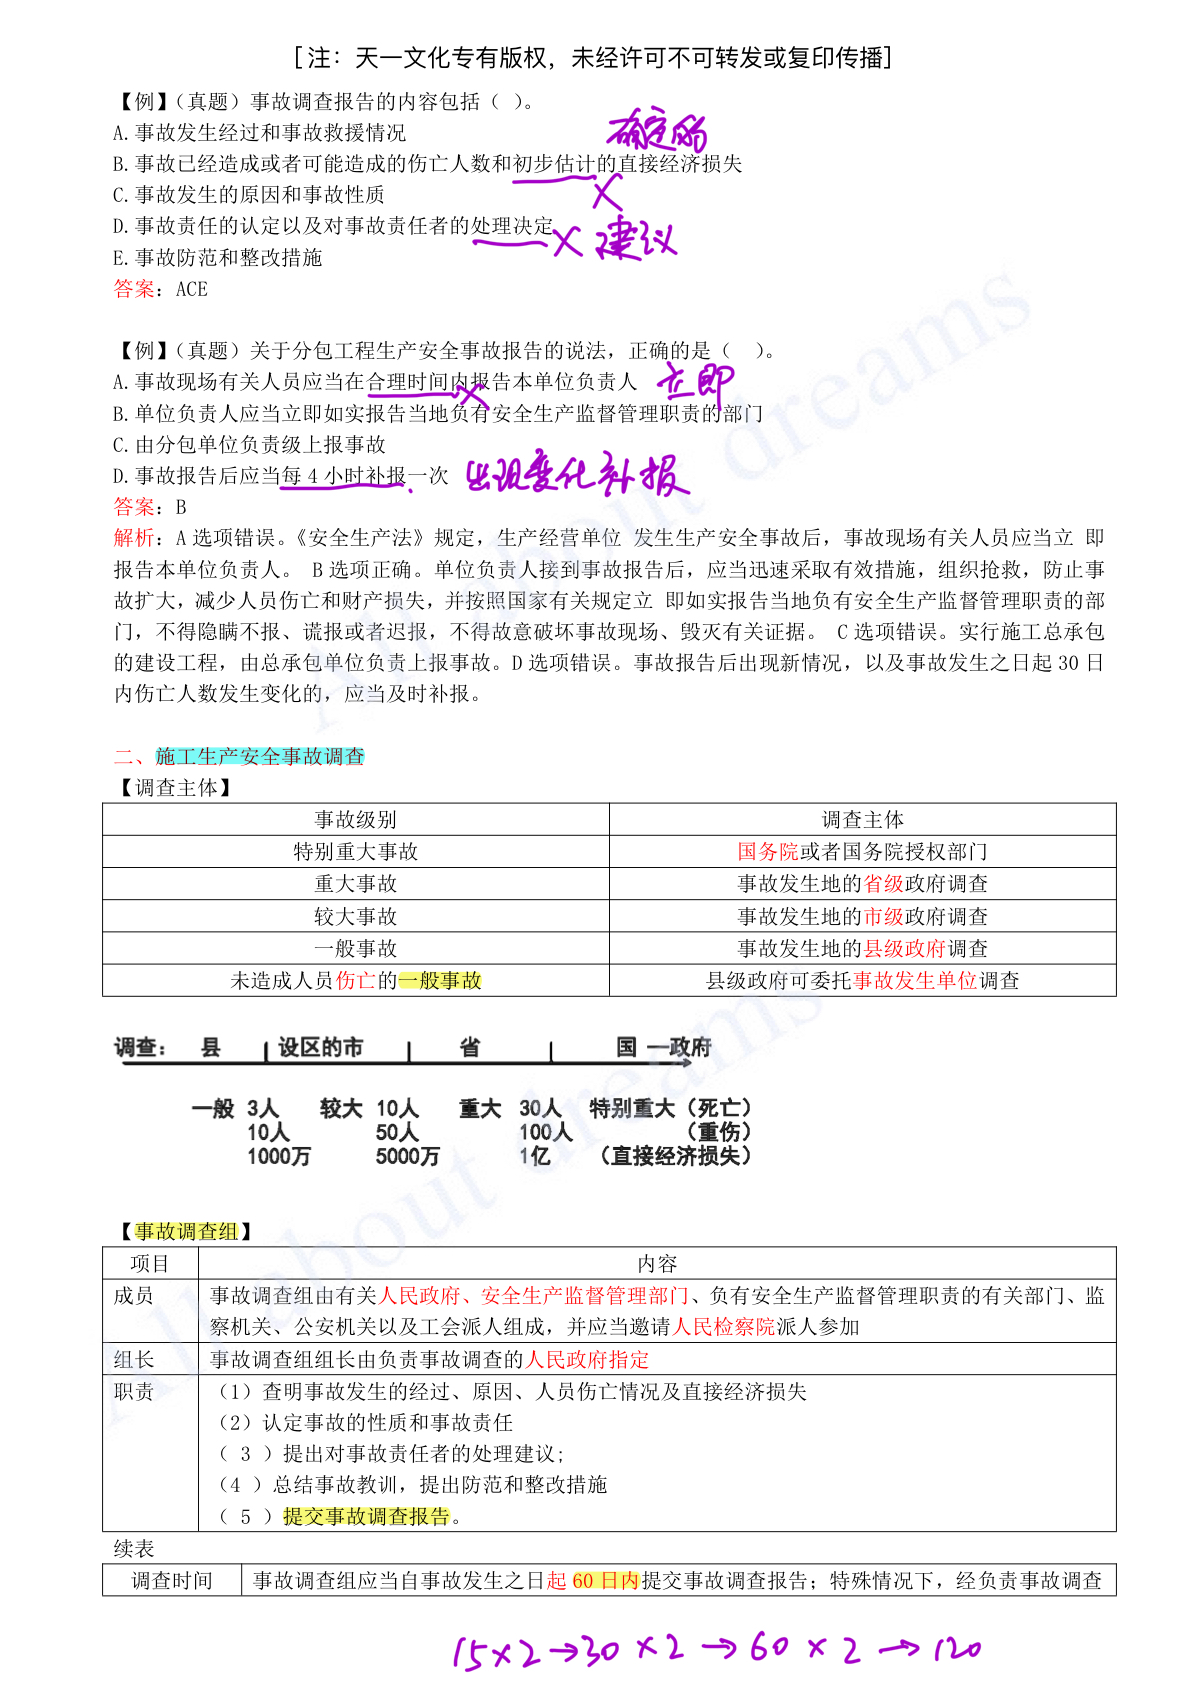 [注：天一文化专有版权，未经许可不可转发或复印传播]
【例】（真题）事故调查报告的内容包括（ ）。
A.事故发生经过和事故救援情况
确定的
B.事故已经造成或者可能造成的伤亡人数和初步估计的直接经济损失
C.事故发生的原因和事故性质
D.事故责任的认定以及对事故责任者的处理决定 × 建议
E.事故防范和整改措施
答案：ACE
【例】（真题）关于分包工程生产安全事故报告的说法，正确的是（ ）。
A.事故现场有关人员应当在合理时间内报告本单位负责人 立即
B.单位负责人应当立即如实报告当地负有安全生产监督管理职责的部门
C.由分包单位负责级上报事故
D.事故报告后应当每 4 小时补报一次 出现变化补报
答案：B
解析：A 选项错误。《安全生产法》规定，生产经营单位 发生生产安全事故后，事故现场有关人员应当立 即
报告本单位负责人。 B 选项正确。单位负责人接到事故报告后，应当迅速采取有效措施，组织抢救，防止事
故扩大，减少人员伤亡和财产损失，并按照国家有关规定立 即如实报告当地负有安全生产监督管理职责的部
门，不得隐瞒不报、谎报或者迟报，不得故意破坏事故现场、毁灭有关证据。 C 选项错误。实行施工总承包
的建设工程，由总承包单位负责上报事故。D 选项错误。事故报告后出现新情况，以及事故发生之日起 30 日
内伤亡人数发生变化的，应当及时补报。
二、施工生产安全事故调查
【调查主体】
事故级别 调查主体
特别重大事故 国务院或者国务院授权部门
重大事故 事故发生地的省级政府调查
较大事故 事故发生地的市级政府调查
一般事故 事故发生地的县级政府调查
未造成人员伤亡的一般事故 县级政府可委托事故发生单位调查
调查： 县 设区的市 省 国 一政府
一般 3人 较大 10人 重大 30人 特别重大（死亡）
10人 50人 100人 （重伤）
1000万 5000万 1亿 （直接经济损失）
【事故调查组】
项目 内容
成员 事故调查组由有关人民政府、安全生产监督管理部门、负有安全生产监督管理职责的有关部门、监
察机关、公安机关以及工会派人组成，并应当邀请人民检察院派人参加
组长 事故调查组组长由负责事故调查的人民政府指定
职责 （1）查明事故发生的经过、原因、人员伤亡情况及直接经济损失
（2）认定事故的性质和事故责任
（ 3 ）提出对事故责任者的处理建议；
（4 ）总结事故教训，提出防范和整改措施
（ 5 ）提交事故调查报告。
续表
调查时间 事故调查组应当自事故发生之日起 60 日内提交事故调查报告；特殊情况下，经负责事故调查
15×2→30×2→60×2→120
All about dreams
All about dreams